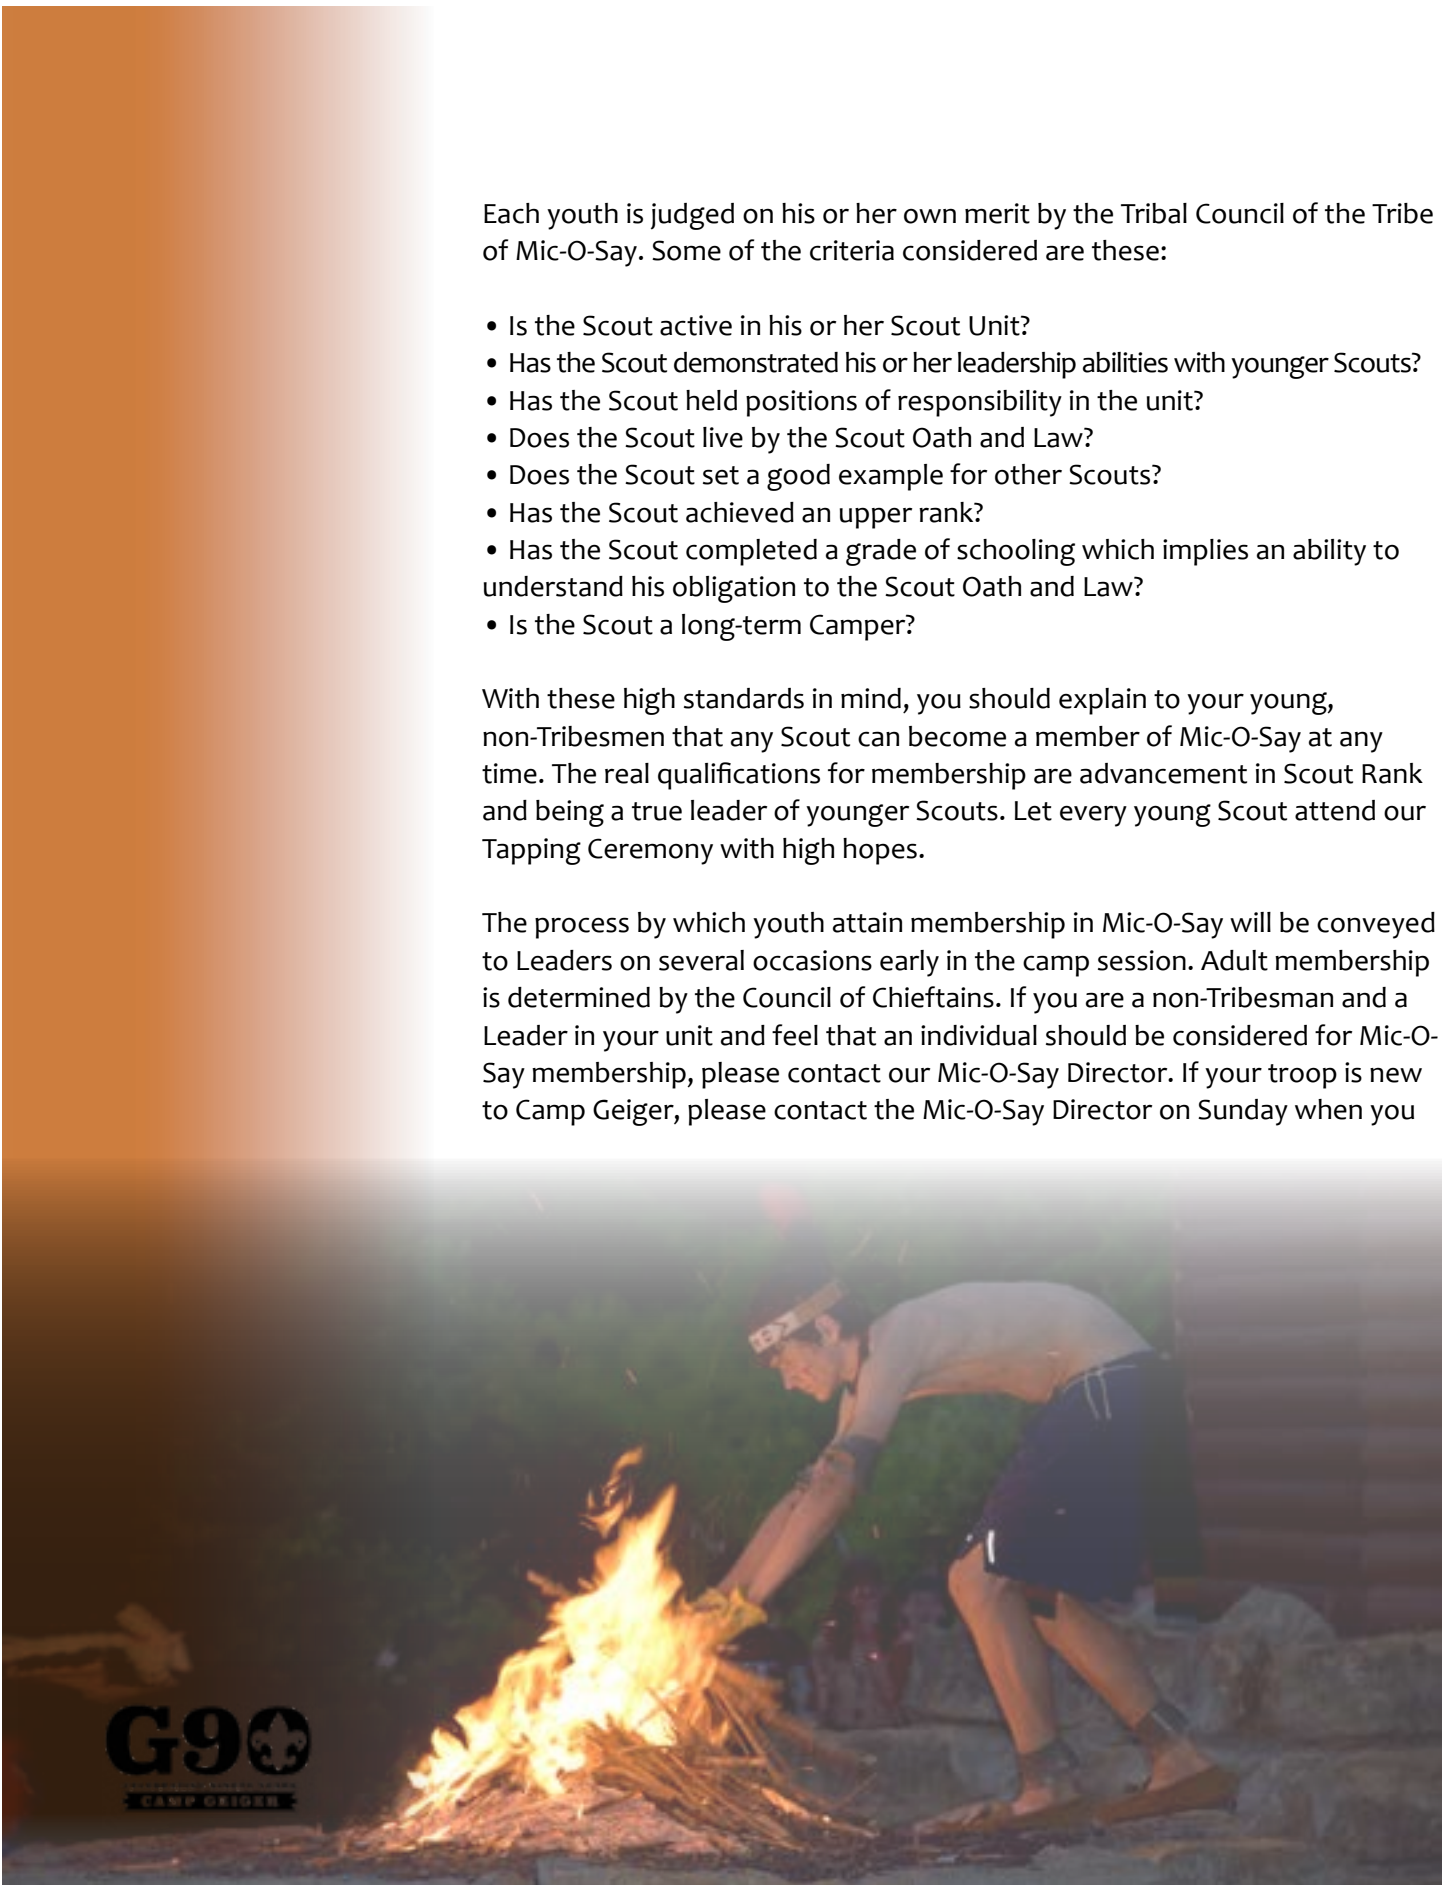 Each youth is judged on his or her own merit by the Tribal Council of the Tribe
of Mic-O-Say. Some of the criteria considered are these:
• Is the Scout active in his or her Scout Unit?
• Has the Scout demonstrated his or her leadership abilities with younger Scouts?
• Has the Scout held positions of responsibility in the unit?
• Does the Scout live by the Scout Oath and Law?
• Does the Scout set a good example for other Scouts?
• Has the Scout achieved an upper rank?
• Has the Scout completed a grade of schooling which implies an ability to
understand his obligation to the Scout Oath and Law?
• Is the Scout a long-term Camper?
With these high standards in mind, you should explain to your young,
non-Tribesmen that any Scout can become a member of Mic-O-Say at any
time. The real qualifications for membership are advancement in Scout Rank
and being a true leader of younger Scouts. Let every young Scout attend our
Tapping Ceremony with high hopes.
The process by which youth attain membership in Mic-O-Say will be conveyed
to Leaders on several occasions early in the camp session. Adult membership
is determined by the Council of Chieftains. If you are a non-Tribesman and a
Leader in your unit and feel that an individual should be considered for Mic-O-
Say membership, please contact our Mic-O-Say Director. If your troop is new
to Camp Geiger, please contact the Mic-O-Say Director on Sunday when you
G90
CAMP GEIGER